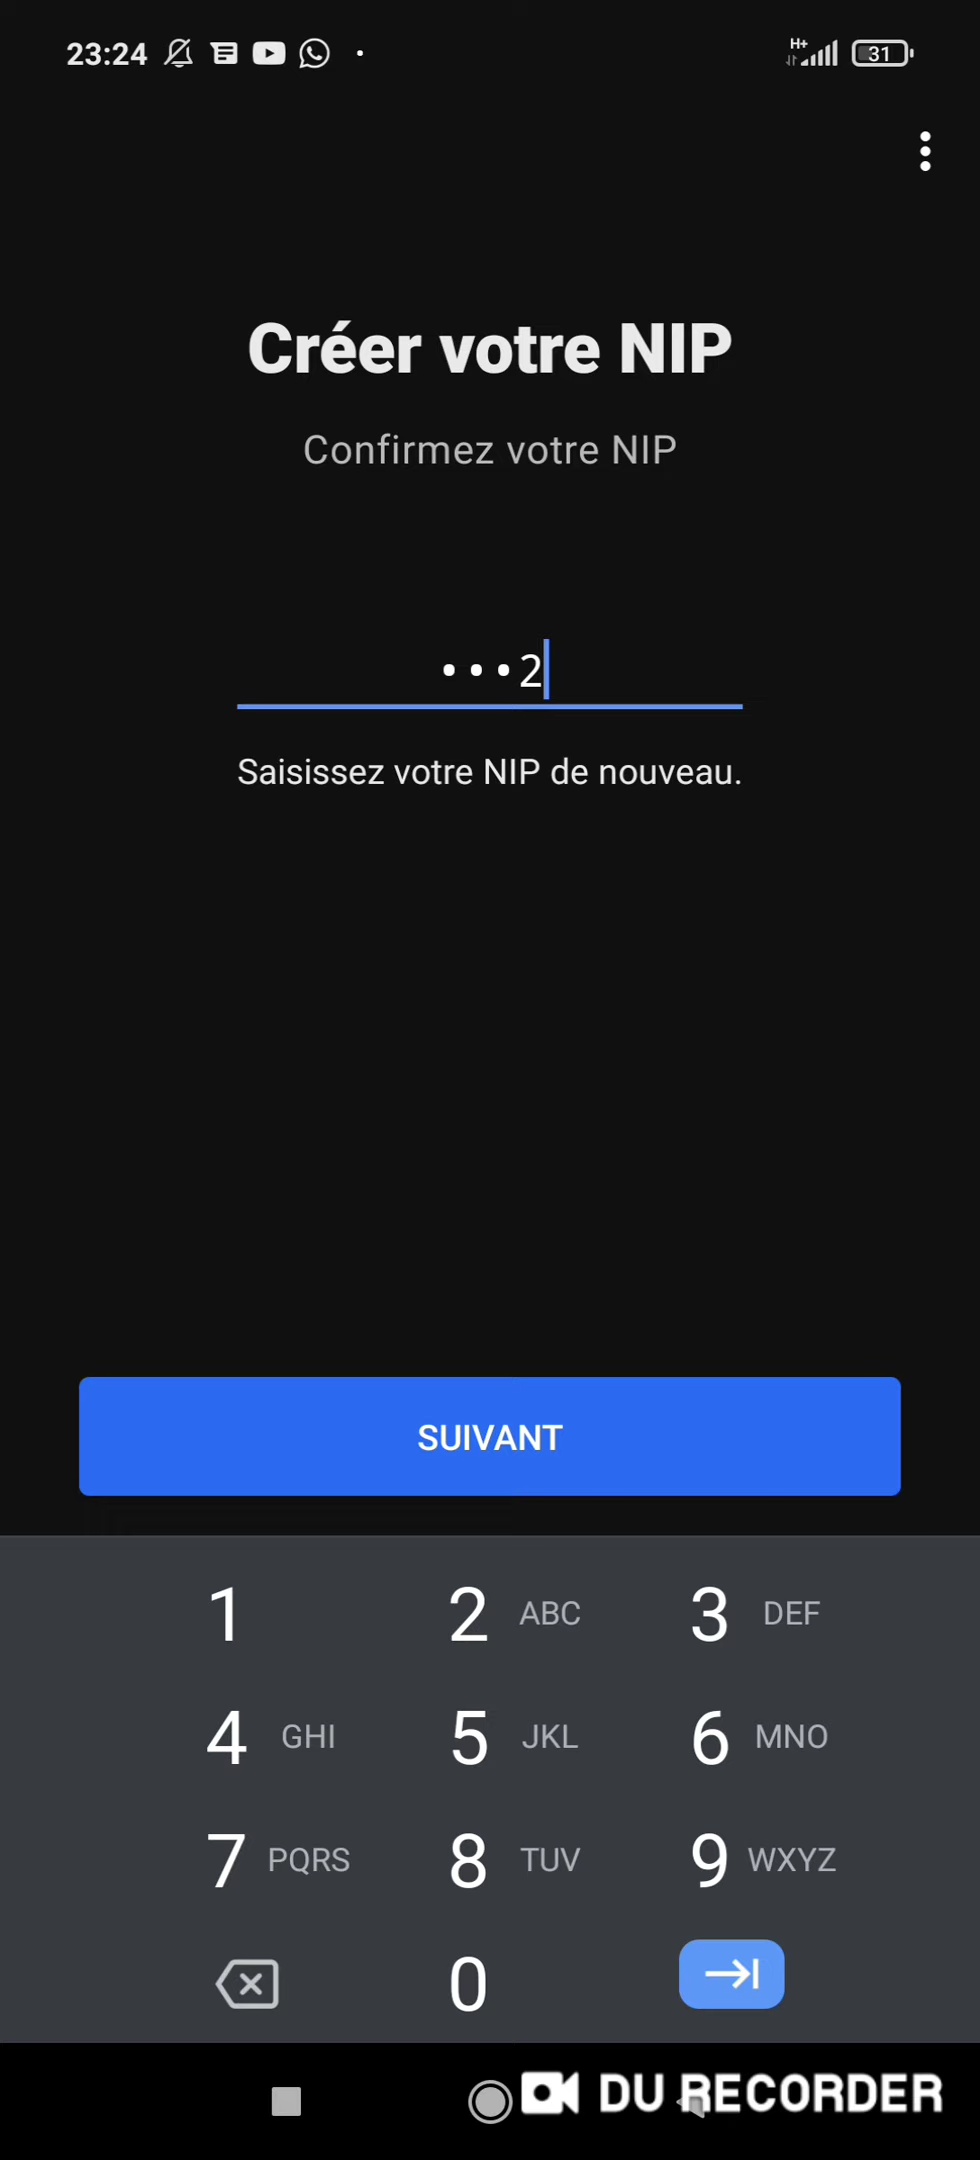 23:24
H+
31
Créer votre NIP
Confirmez votre NIP
•••2
Saisissez votre NIP de nouveau.
SUIVANT
1 2 ABC 3 DEF
4 GHI 5 JKL 6 MNO
7 PQRS 8 TUV 9 WXYZ
0
DU RECORDER